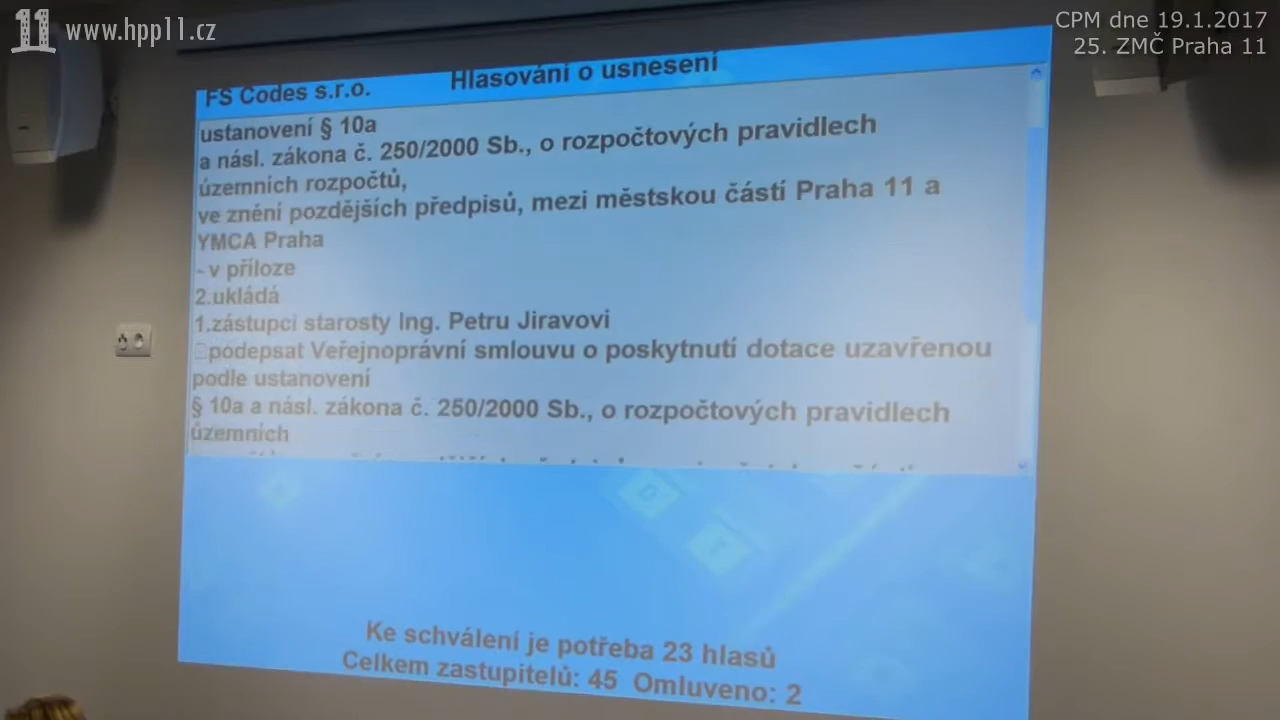 11 www.hpp11.cz
CPM dne 19.1.2017
25. ZMČ Praha 11
FS Codes s.r.o. Hlasování o usnesení
ustanovení § 10a
a násl. zákona č. 250/2000 Sb., o rozpočtových pravidlech
územních rozpočtů,
ve znění pozdějších předpisů, mezi městskou částí Praha 11 a
YMCA Praha
- v příloze
2.ukládá
1.zástupci starosty Ing. Petru Jiravovi
podepsat Veřejnoprávní smlouvu o poskytnutí dotace uzavřenou
podle ustanovení
§ 10a a násl. zákona č. 250/2000 Sb., o rozpočtových pravidlech
územních
Ke schválení je potřeba 23 hlasů
Celkem zastupitelů: 45 Omluveno: 2